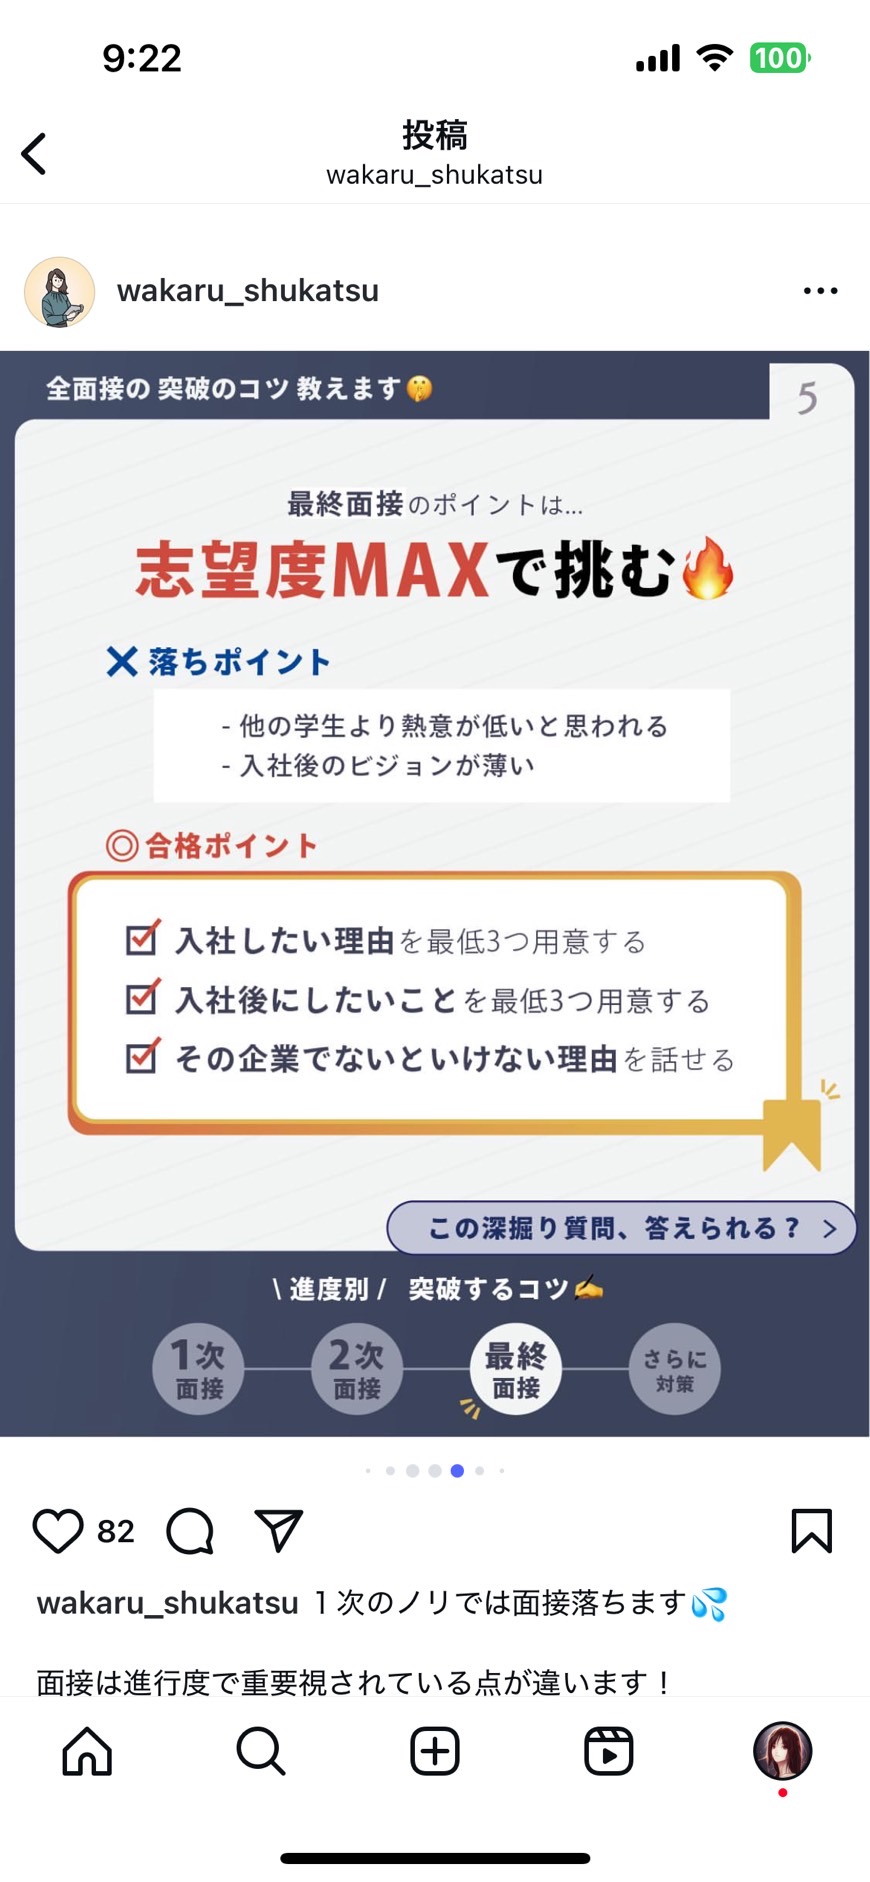 9:22
100
投稿
wakaru_shukatsu
wakaru_shukatsu
全面接の 突破のコツ 教えます🤫
5
最終面接のポイントは...
志望度MAXで挑む🔥
✕ 落ちポイント
- 他の学生より熱意が低いと思われる
- 入社後のビジョンが薄い
◎合格ポイント
入社したい理由を最低3つ用意する
入社後にしたいことを最低3つ用意する
その企業でないといけない理由を話せる
この深掘り質問、答えられる？ >
\ 進度別 / 突破するコツ✍️
1次
面接
2次
面接
最終
面接
さらに
対策
82
wakaru_shukatsu １次のノリでは面接落ちます💦
面接は進行度で重要視されている点が違います！